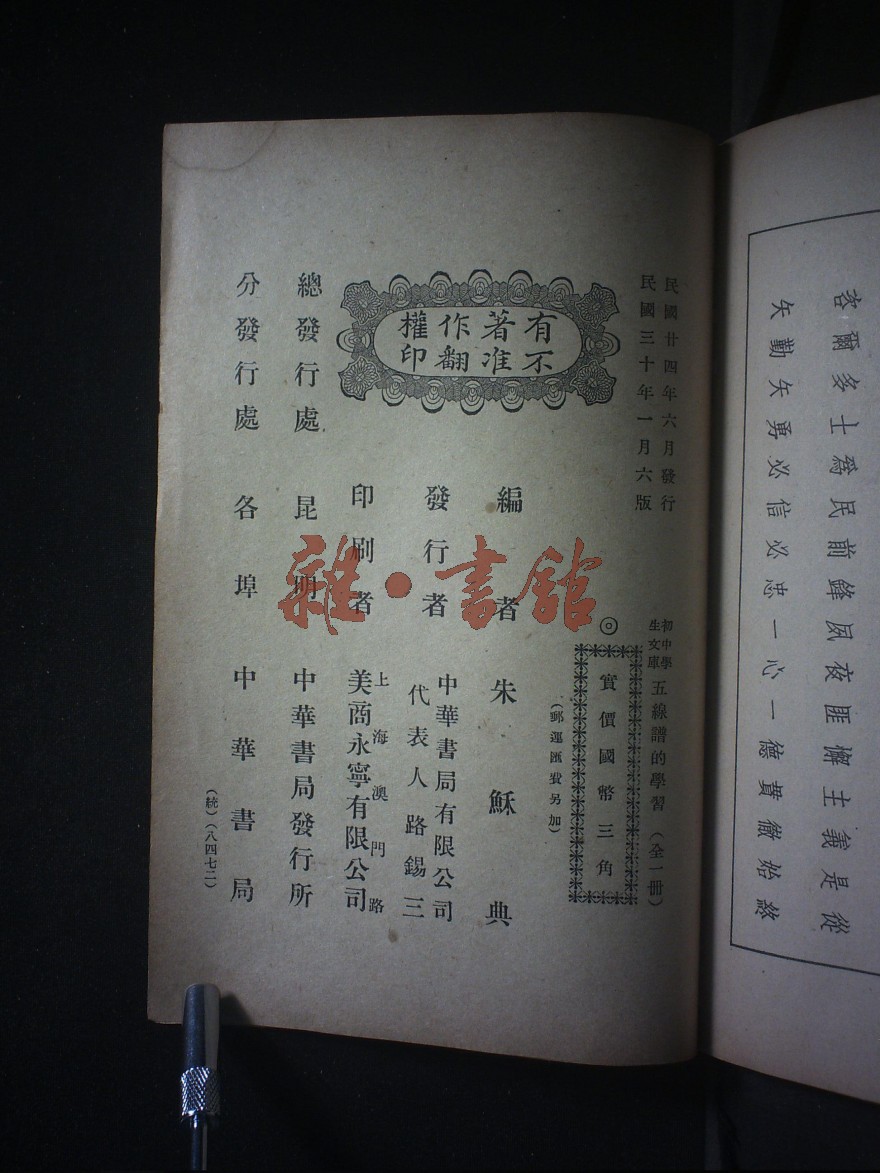 民國廿四年六月發行
民國三十年一月六版
有著作權
不准翻印
初中學
生文庫
五線譜的學習(全一冊)
◎實價國幣三角
(郵運匯費另加)
編者 朱穌典
發行者 中華書局有限公司
代表人路錫三
印刷者 上海澳門路
美商永寧有限公司
總發行處 昆明 中華書局發行所
分發行處 各埠 中華書局
(統)(八四七二)
雜·書館
咨爾多士爲民前鋒夙夜匪懈主義是從
矢勤矢勇必信必忠一心一德貫徹始終